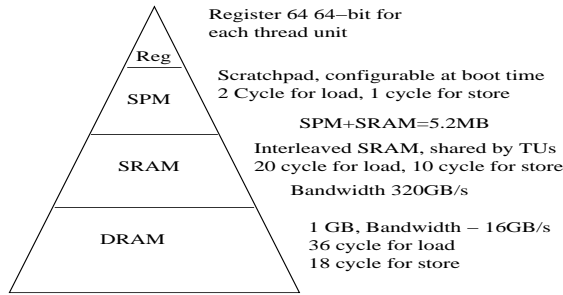 Register 64 64−bit for
each thread unit
Reg
Scratchpad, configurable at boot time
2 Cycle for load, 1 cycle for store
SPM
SPM+SRAM=5.2MB
Interleaved SRAM, shared by TUs
20 cycle for load, 10 cycle for store
SRAM
Bandwidth 320GB/s
1 GB, Bandwidth − 16GB/s
36 cycle for load
18 cycle for store
DRAM